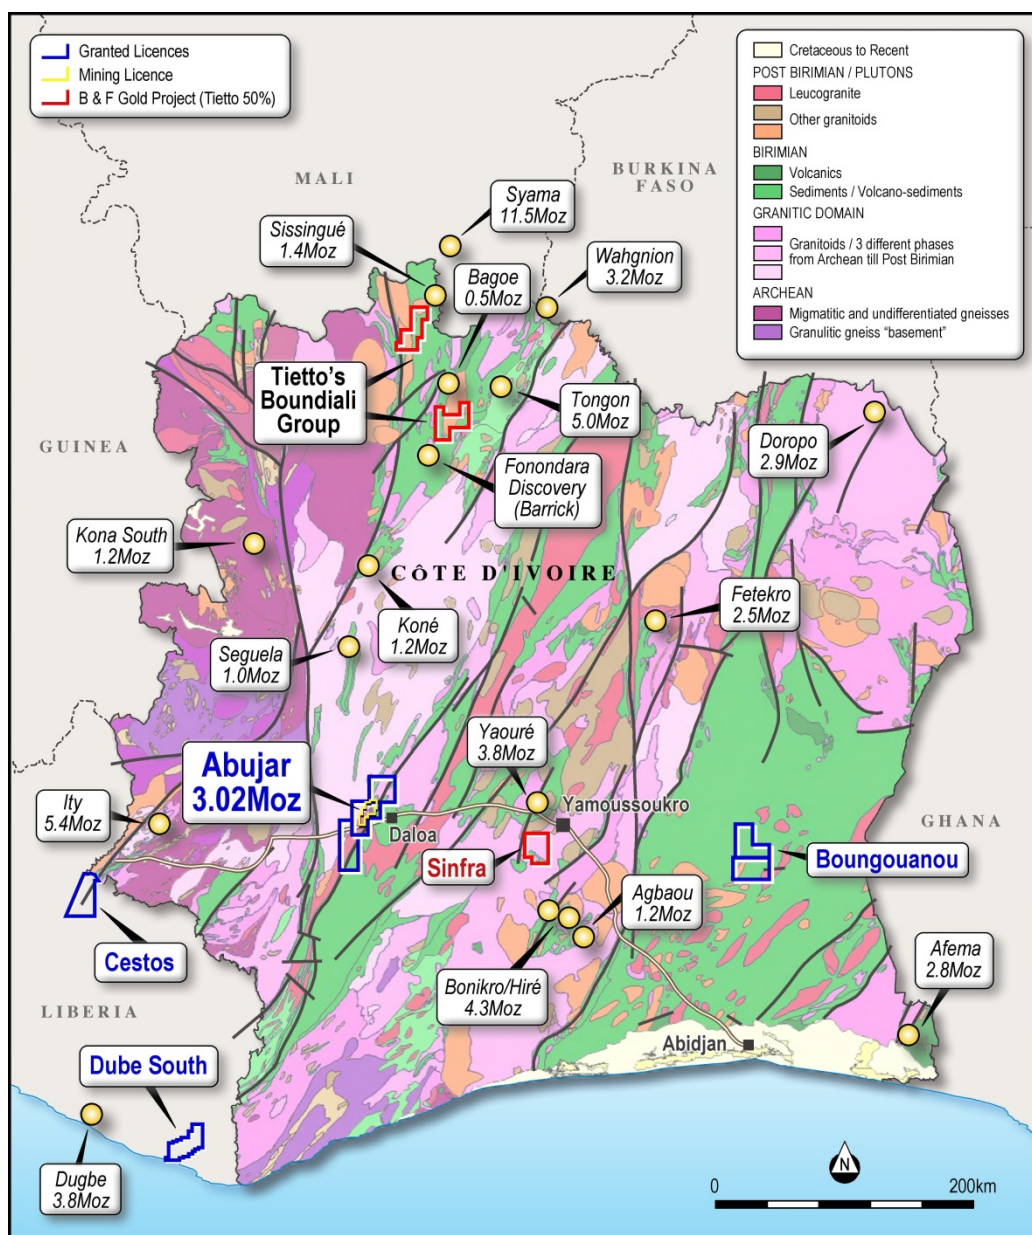 Granted Licences
Mining Licence
B & F Gold Project (Tietto 50%)
Cretaceous to Recent
POST BIRIMIAN / PLUTONS
Leucogranite
Other granitoids
BIRIMIAN
Volcanics
Sediments / Volcano-sediments
GRANITIC DOMAIN
Granitoids / 3 different phases
from Archean till Post Birimian
ARCHEAN
Migmatitic and undifferentiated gneisses
Granulitic gneiss “basement”
MALI
BURKINA
FASO
Syama
11.5Moz
Sissingué
1.4Moz
Wahgnion
3.2Moz
Bagoe
0.5Moz
Tietto’s
Boundiali
Group
Tongon
5.0Moz
Doropo
2.9Moz
GUINEA
Fonondara
Discovery
(Barrick)
Kona South
1.2Moz
CôTE D'IVOIRE
Koné
1.2Moz
Fetekro
2.5Moz
Seguela
1.0Moz
Yaouré
3.8Moz
Abujar
3.02Moz
Ity
5.4Moz
Daloa
Yamoussoukro
GHANA
Sinfra
Boungouanou
Agbaou
1.2Moz
Cestos
Bonikro/Hiré
4.3Moz
Afema
2.8Moz
LIBERIA
Abidjan
Dube South
Dugbe
3.8Moz
N
0
200km